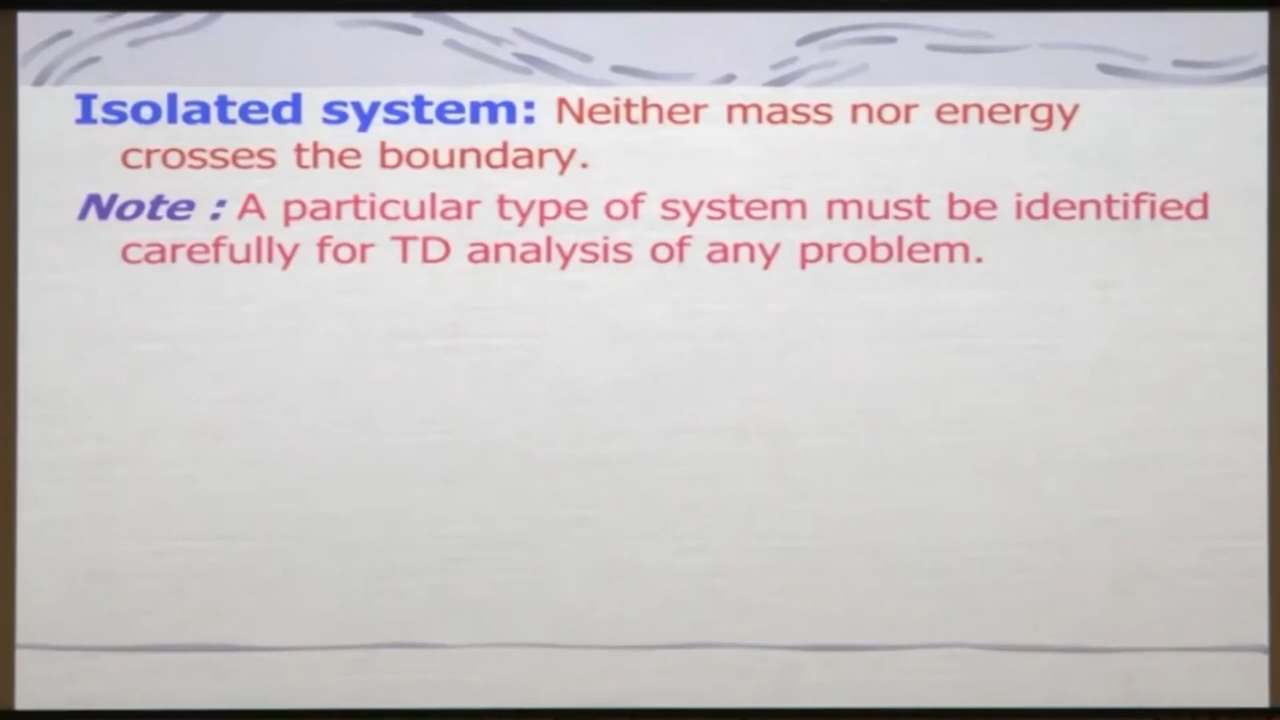 Isolated system: Neither mass nor energy
crosses the boundary.
Note : A particular type of system must be identified
carefully for TD analysis of any problem.